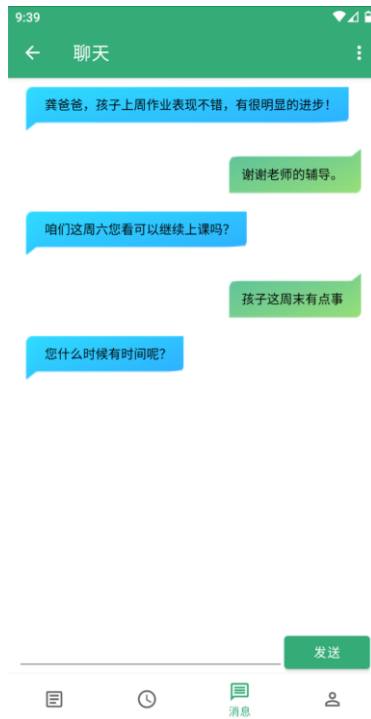 9:39
聊天
龚爸爸，孩子上周作业表现不错，有很明显的进步！
谢谢老师的辅导。
咱们这周六您看可以继续上课吗？
孩子这周末有点事
您什么时候有时间呢？
发送
消息